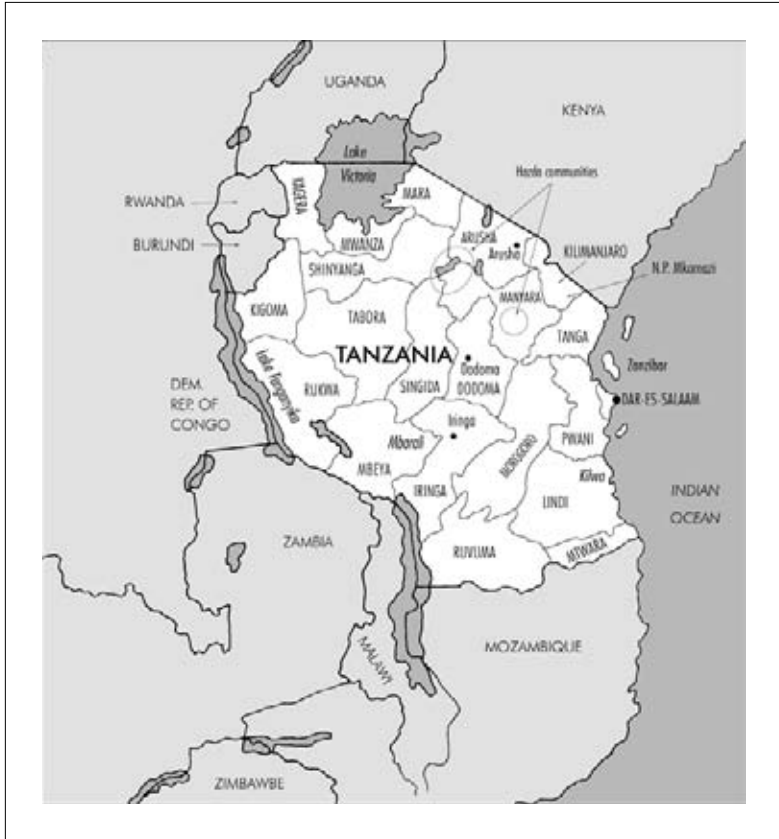 UGANDA
KENYA
Lake
Victoria
Hazda communities
RWANDA
KAGERA
MARA
BURUNDI
MWANZA
ARUSHA
Arusha
KILIMANJARO
SHINYANGA
N.P. Mkomazi
KIGOMA
MANYARA
TABORA
TANGA
TANZANIA
Zanzibar
Dodoma
DODOMA
Lake Tanganyika
RUKWA
SINGIDA
DEM.
REP. OF
CONGO
DAR-ES-SALAAM
Iringa
Mbarali
MOROGORO
PWANI
MBEYA
Kilwa
IRINGA
LINDI
INDIAN
OCEAN
ZAMBIA
RUVUMA
MTWARA
MALAWI
MOZAMBIQUE
ZIMBAWBE